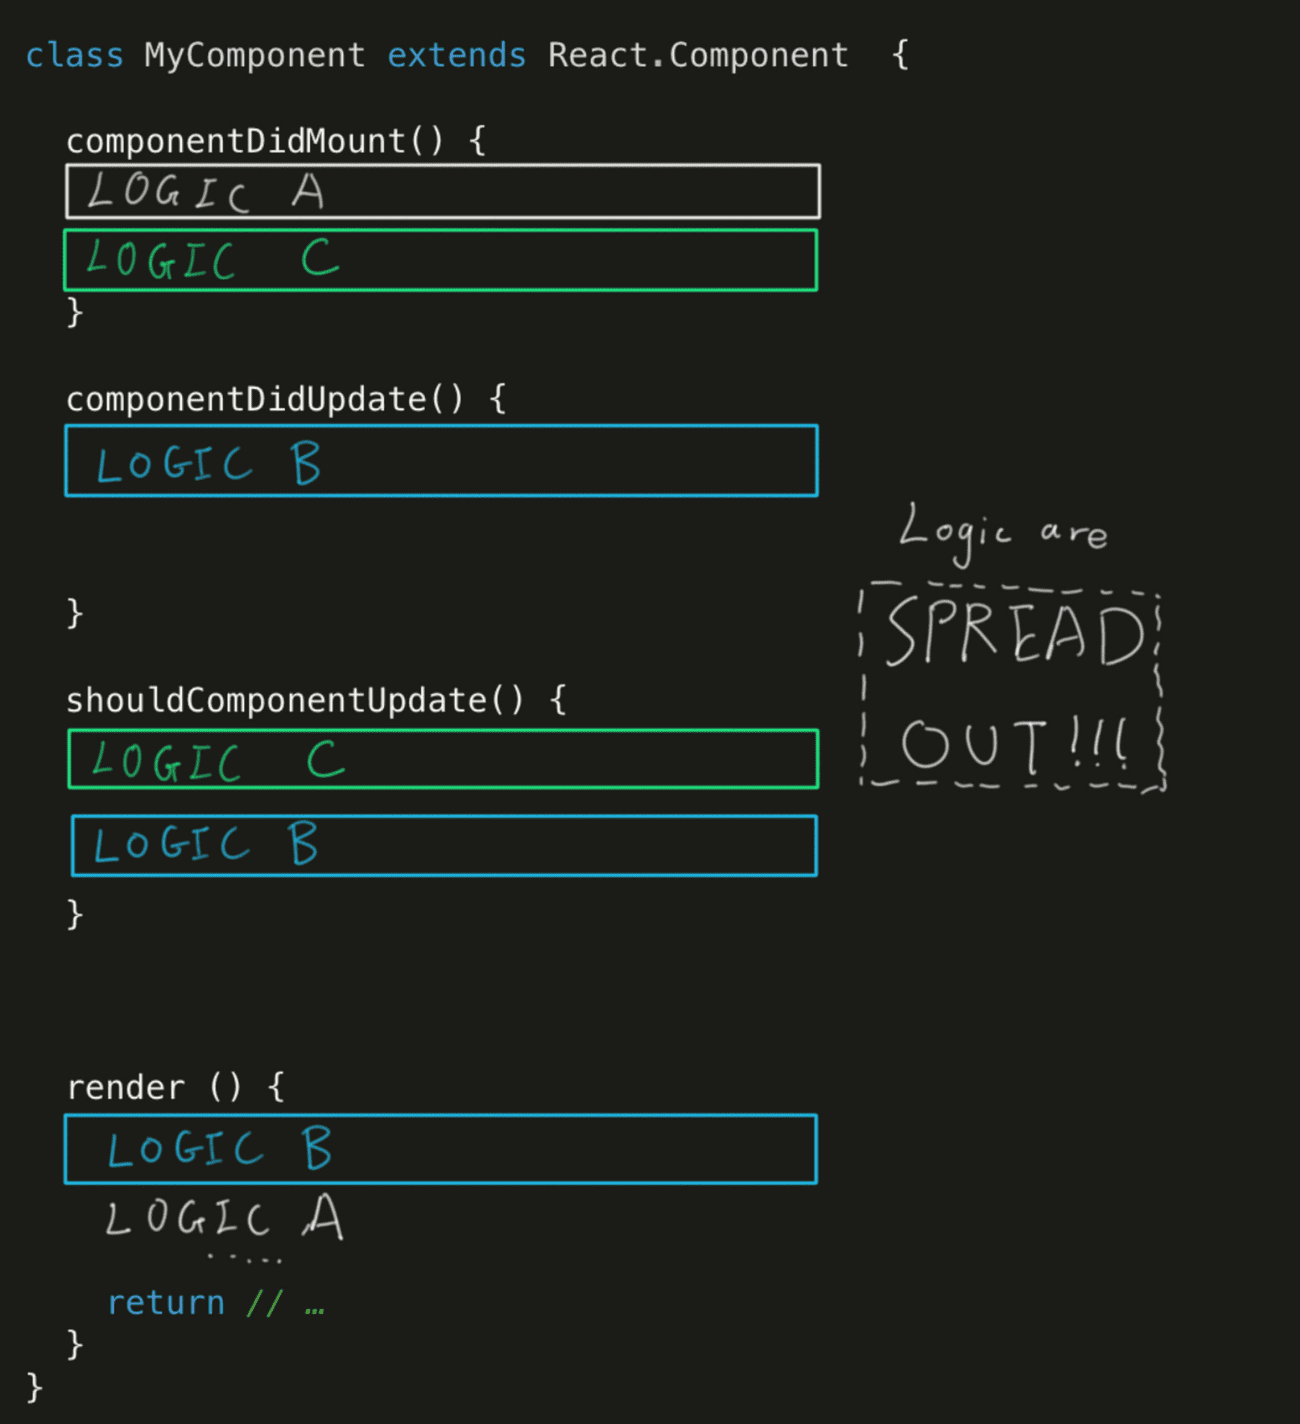 class MyComponent extends React.Component {
componentDidMount() {
LOGIC A
LOGIC C
}
componentDidUpdate() {
LOGIC B
}
shouldComponentUpdate() {
LOGIC C
LOGIC B
}
render () {
LOGIC B
LOGIC A
.....
return // …
}
}
Logic are
SPREAD
OUT!!!